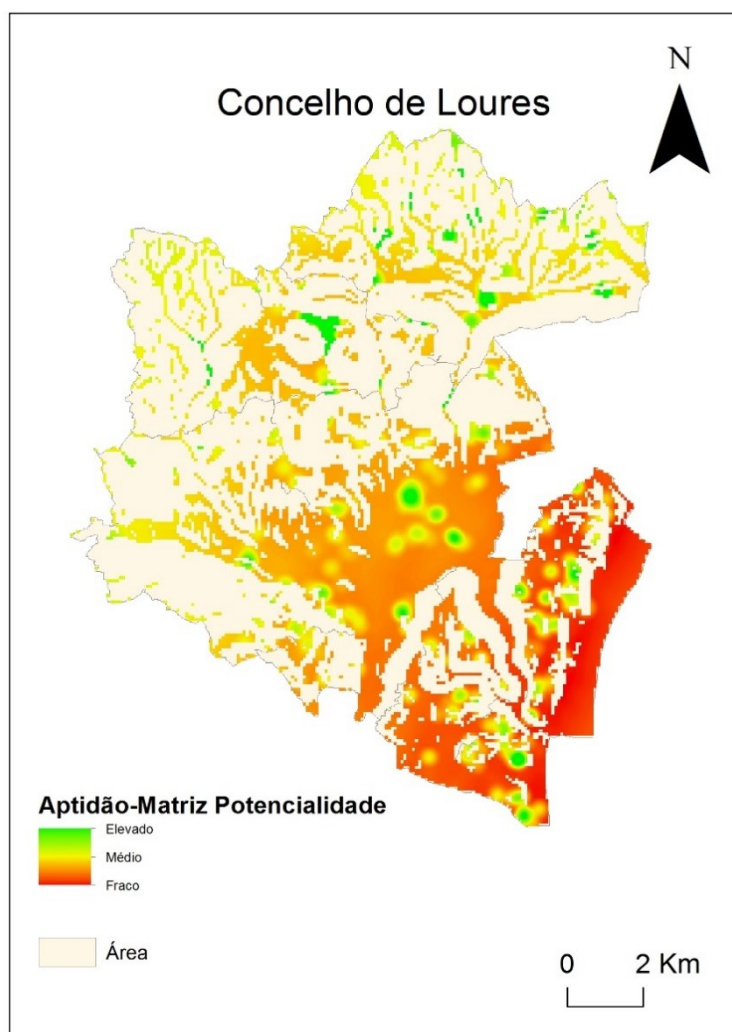 N
Concelho de Loures
Aptidão-Matriz Potencialidade
Elevado
Médio
Fraco
Área
0 2 Km